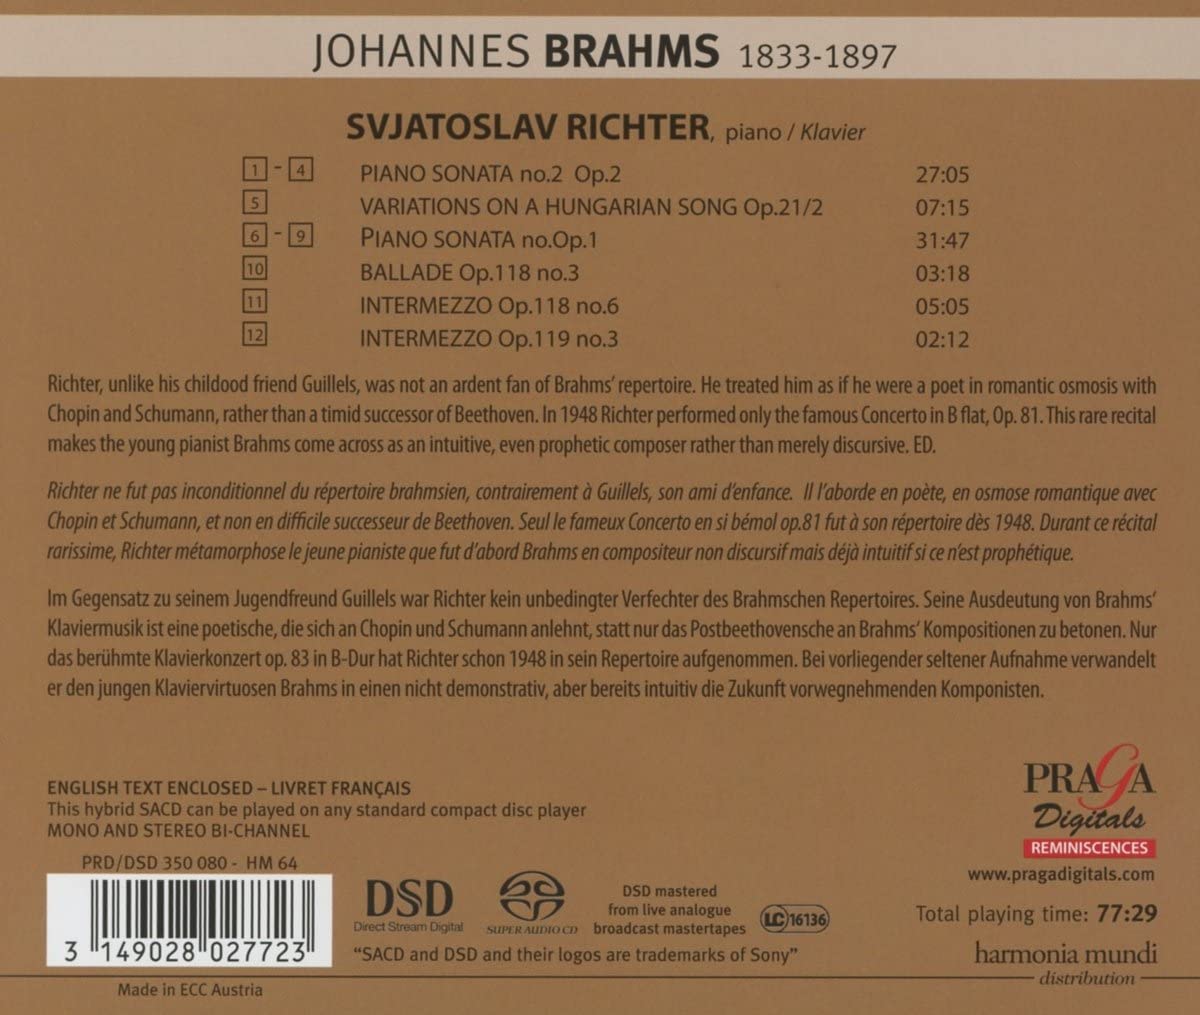 JOHANNES BRAHMS 1833-1897
SVJATOSLAV RICHTER, piano / Klavier
1 - 4 PIANO SONATA no.2 Op.2 27:05
5 VARIATIONS ON A HUNGARIAN SONG Op.21/2 07:15
6 - 9 PIANO SONATA no.Op.1 31:47
10 BALLADE Op.118 no.3 03:18
11 INTERMEZZO Op.118 no.6 05:05
12 INTERMEZZO Op.119 no.3 02:12
Richter, unlike his childood friend Guillels, was not an ardent fan of Brahms' repertoire. He treated him as if he were a poet in romantic osmosis with
Chopin and Schumann, rather than a timid successor of Beethoven. In 1948 Richter performed only the famous Concerto in B flat, Op. 81. This rare recital
makes the young pianist Brahms come across as an intuitive, even prophetic composer rather than merely discursive. ED.
Richter ne fut pas inconditionnel du répertoire brahmsien, contrairement à Guillels, son ami d'enfance. Il l'aborde en poète, en osmose romantique avec
Chopin et Schumann, et non en difficile successeur de Beethoven. Seul le fameux Concerto en si bémol op.81 fut à son répertoire dès 1948. Durant ce récital
rarissime, Richter métamorphose le jeune pianiste que fut d'abord Brahms en compositeur non discursif mais déjà intuitif si ce n'est prophétique.
Im Gegensatz zu seinem Jugendfreund Guillels war Richter kein unbedingter Verfechter des Brahmschen Repertoires. Seine Ausdeutung von Brahms'
Klaviermusik ist eine poetische, die sich an Chopin und Schumann anlehnt, statt nur das Postbeethovensche an Brahms' Kompositionen zu betonen. Nur
das berühmte Klavierkonzert op. 83 in B-Dur hat Richter schon 1948 in sein Repertoire aufgenommen. Bei vorliegender seltener Aufnahme verwandelt
er den jungen Klaviervirtuosen Brahms in einen nicht demonstrativ, aber bereits intuitiv die Zukunft vorwegnehmenden Komponisten.
ENGLISH TEXT ENCLOSED – LIVRET FRANÇAIS
This hybrid SACD can be played on any standard compact disc player
MONO AND STEREO BI-CHANNEL
PRD/DSD 350 080 - HM 64
3 149028 027723
Made in ECC Austria
DSD
Direct Stream Digital
SUPER AUDIO CD
DSD mastered
from live analogue
broadcast mastertapes
LC 16136
"SACD and DSD and their logos are trademarks of Sony"
PRAGA
Digitals
REMINISCENCES
www.pragadigitals.com
Total playing time: 77:29
harmonia mundi
distribution